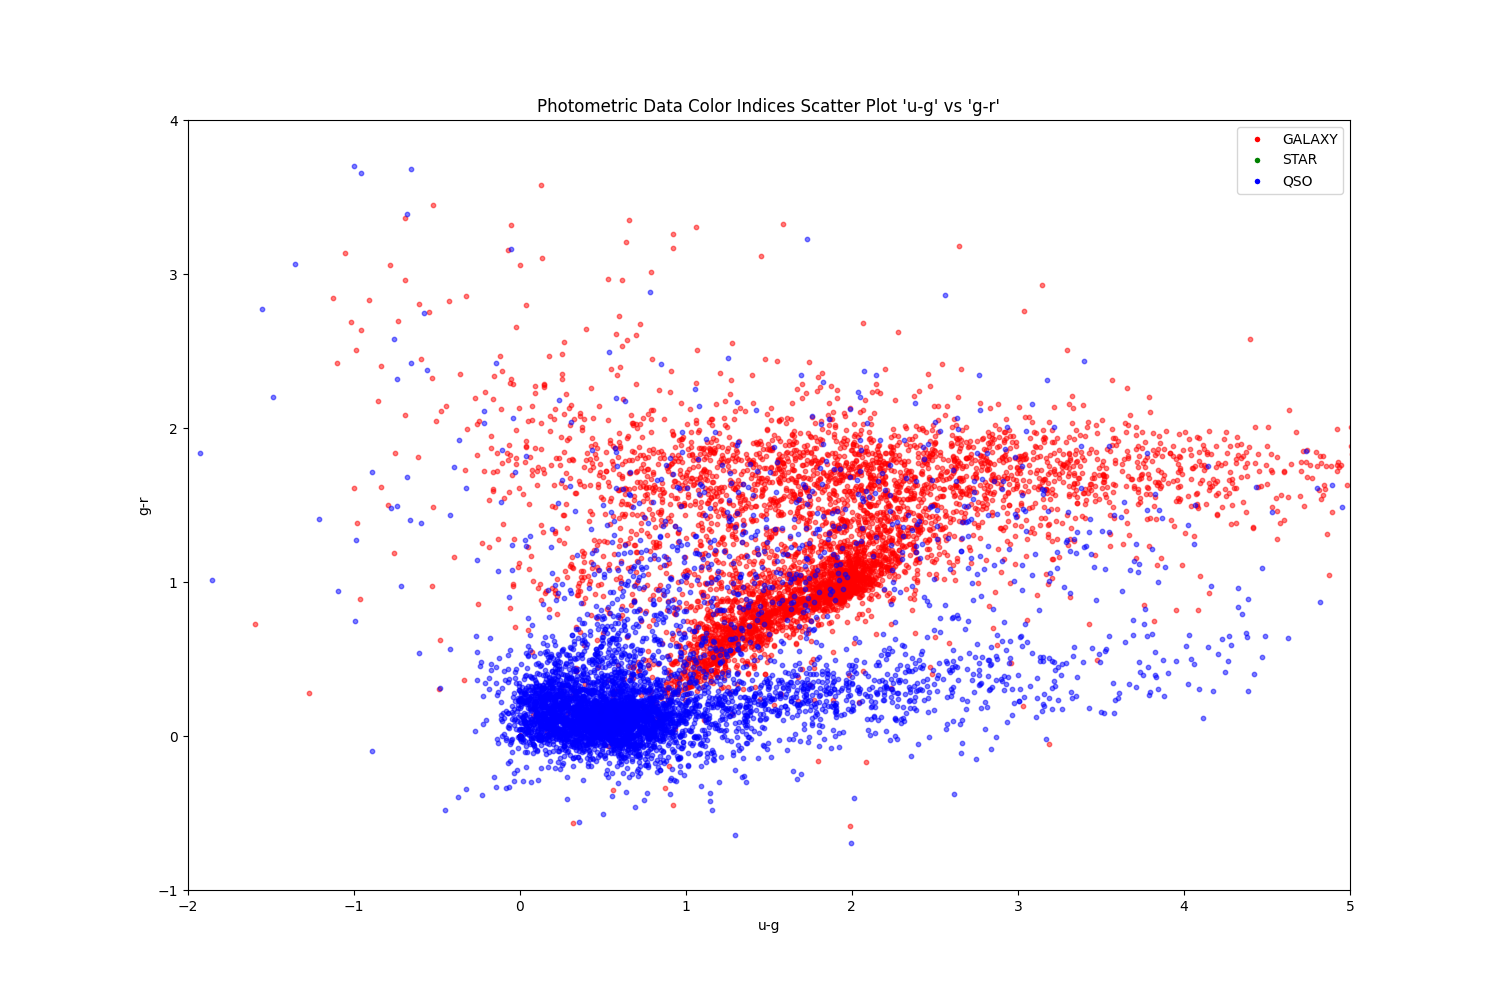 Photometric Data Color Indices Scatter Plot 'u-g' vs 'g-r'
GALAXY
STAR
QSO
4
3
2
1
0
−1
g-r
−2
−1
0
1
2
3
4
5
u-g